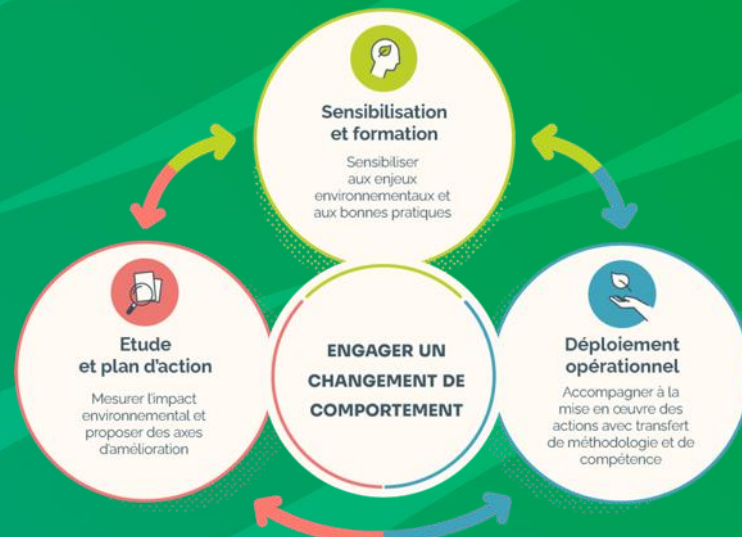 Sensibilisation
et formation
Sensibiliser
aux enjeux
environnementaux et
aux bonnes pratiques
Etude
et plan d'action
Mesurer l'impact
environnemental et
proposer des axes
d'amélioration
ENGAGER UN
CHANGEMENT DE
COMPORTEMENT
Déploiement
opérationnel
Accompagner à la
mise en œuvre des
actions avec transfert
de méthodologie et de
compétence